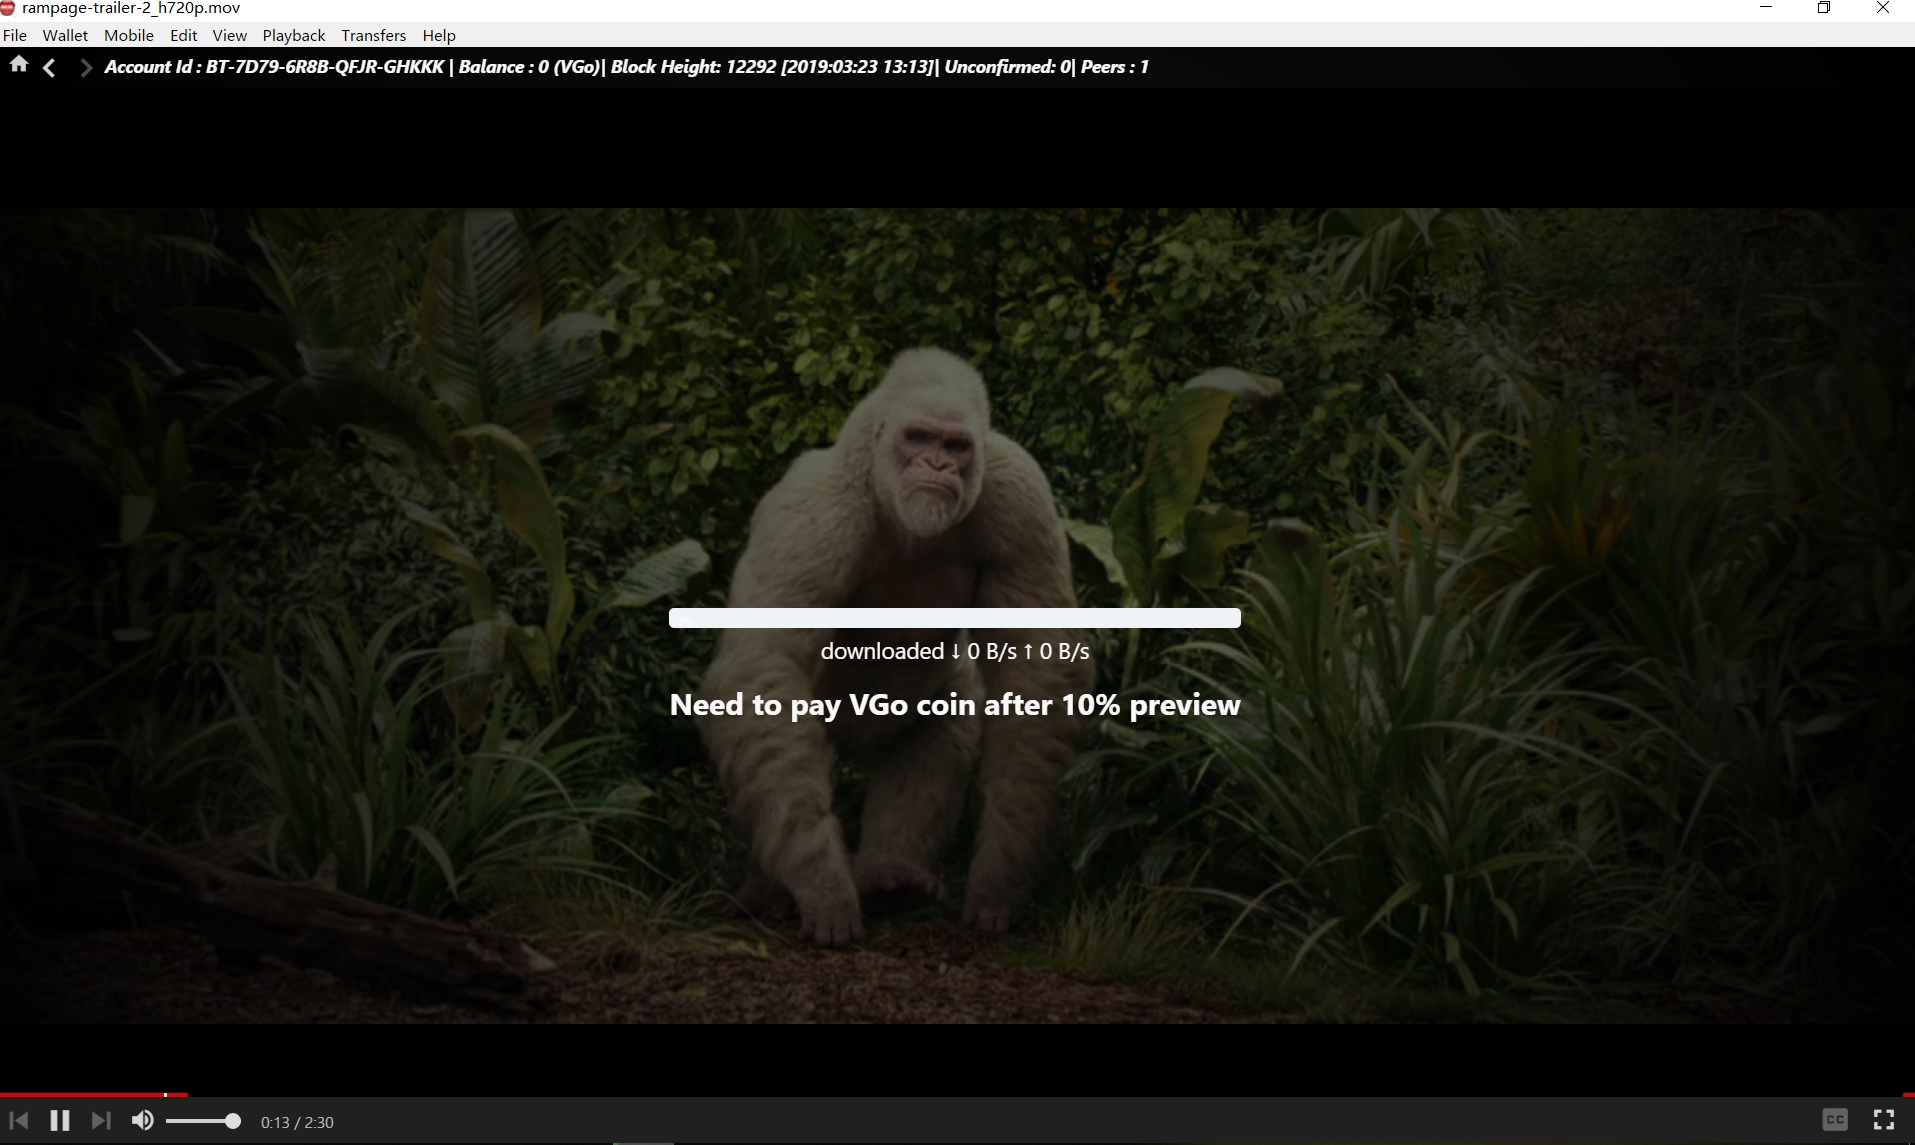 rampage-trailer-2_h720p.mov
File Wallet Mobile Edit View Playback Transfers Help
Account Id : BT-7D79-6R8B-QFJR-GHKKK | Balance : 0 (VGo)| Block Height: 12292 [2019:03:23 13:13]| Unconfirmed: 0| Peers : 1
downloaded ↓ 0 B/s ↑ 0 B/s
Need to pay VGo coin after 10% preview
0:13 / 2:30
CC